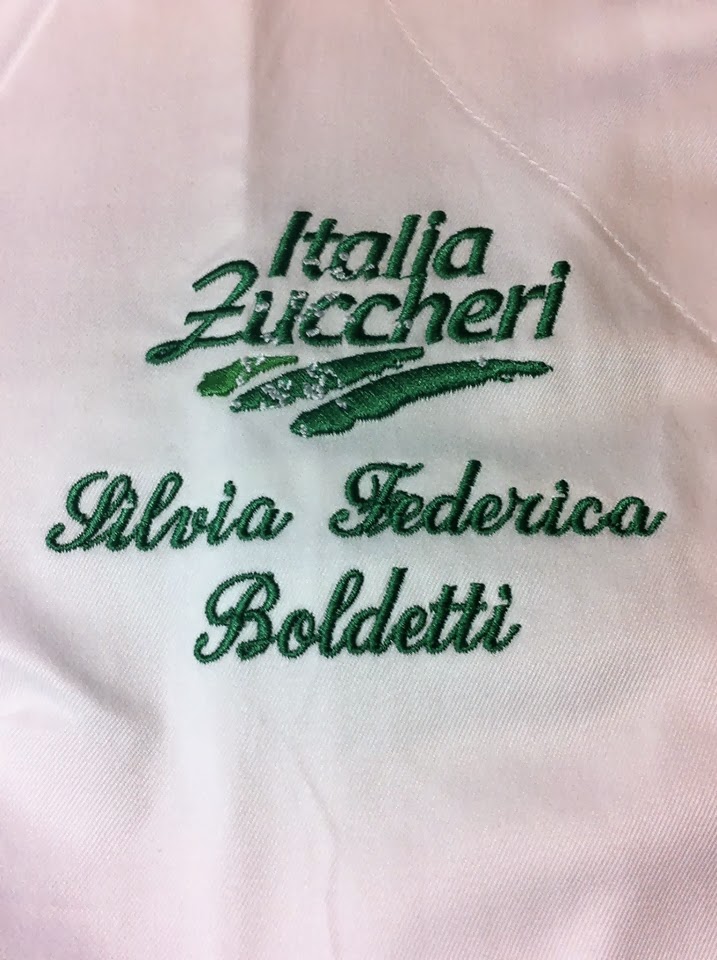 Italia
Zuccheri
Silvia Federica
Boldetti